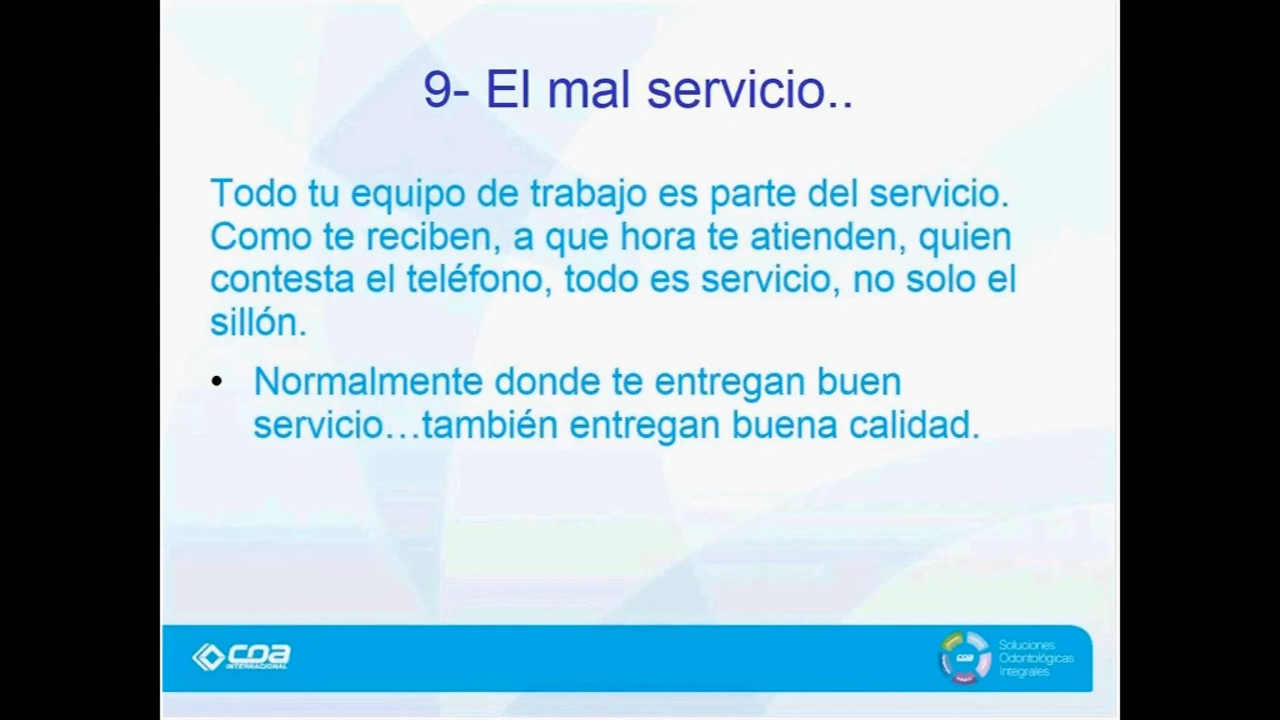 9- El mal servicio..
Todo tu equipo de trabajo es parte del servicio.
Como te reciben, a que hora te atienden, quien
contesta el teléfono, todo es servicio, no solo el
sillón.
• Normalmente donde te entregan buen
servicio…también entregan buena calidad.
coa
INTERNACIONAL
coa
Soluciones
Odontológicas
Integrales